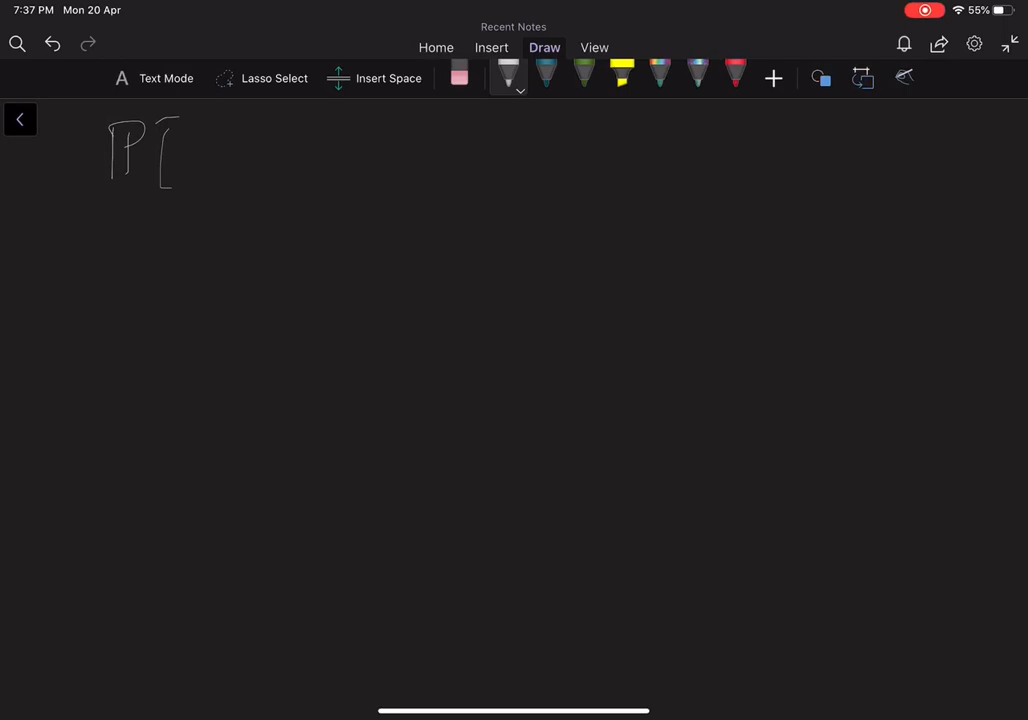 7:37 PM Mon 20 Apr 55%
Recent Notes
Home Insert Draw View
A Text Mode Lasso Select Insert Space
ℙ[